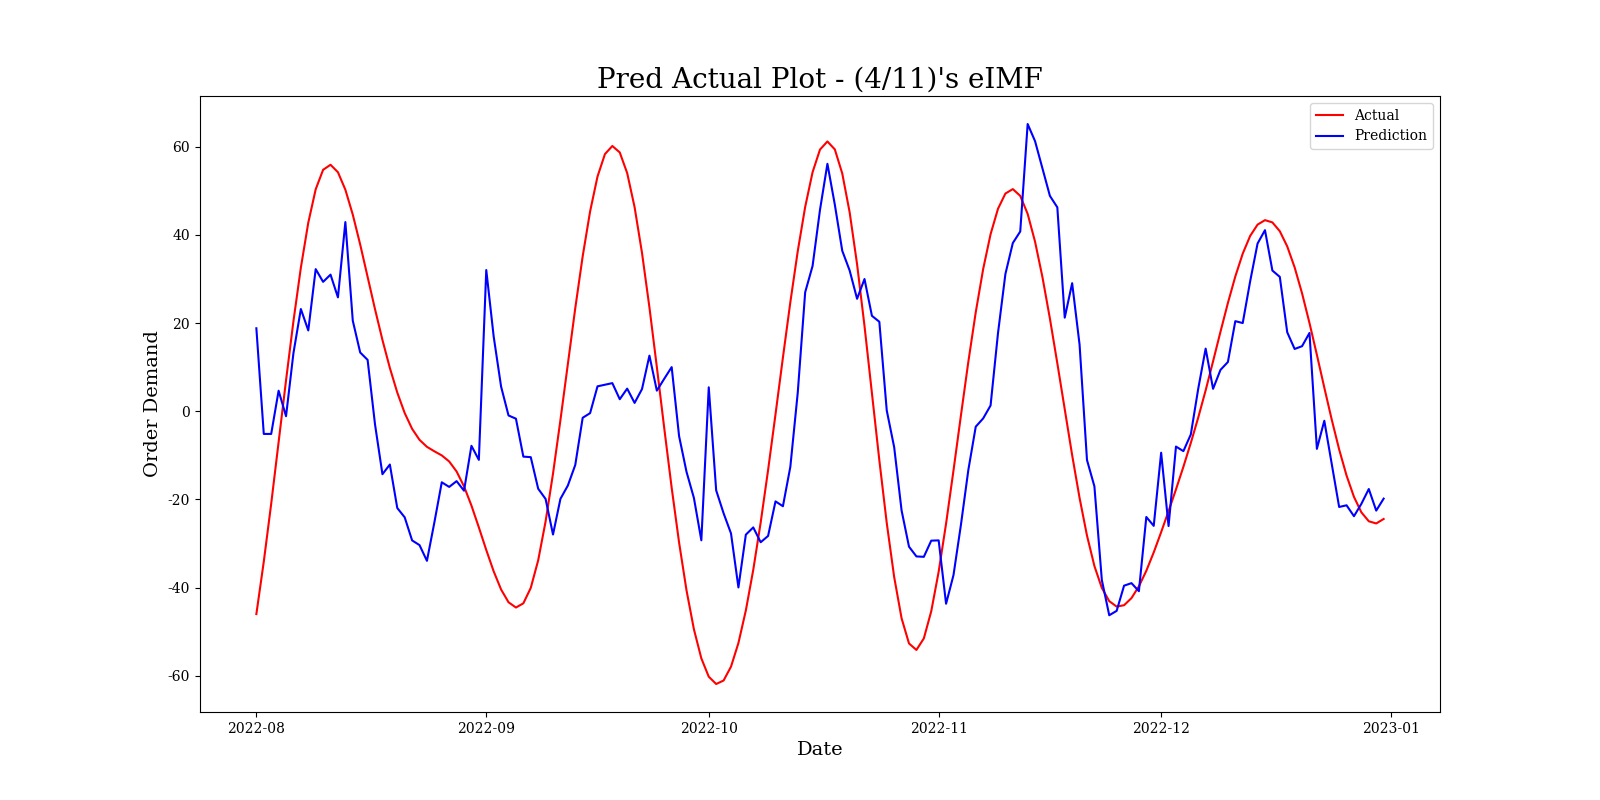 Pred Actual Plot - (4/11)'s eIMF
Actual
Prediction
Order Demand
60
40
20
0
-20
-40
-60
2022-08
2022-09
2022-10
2022-11
2022-12
2023-01
Date